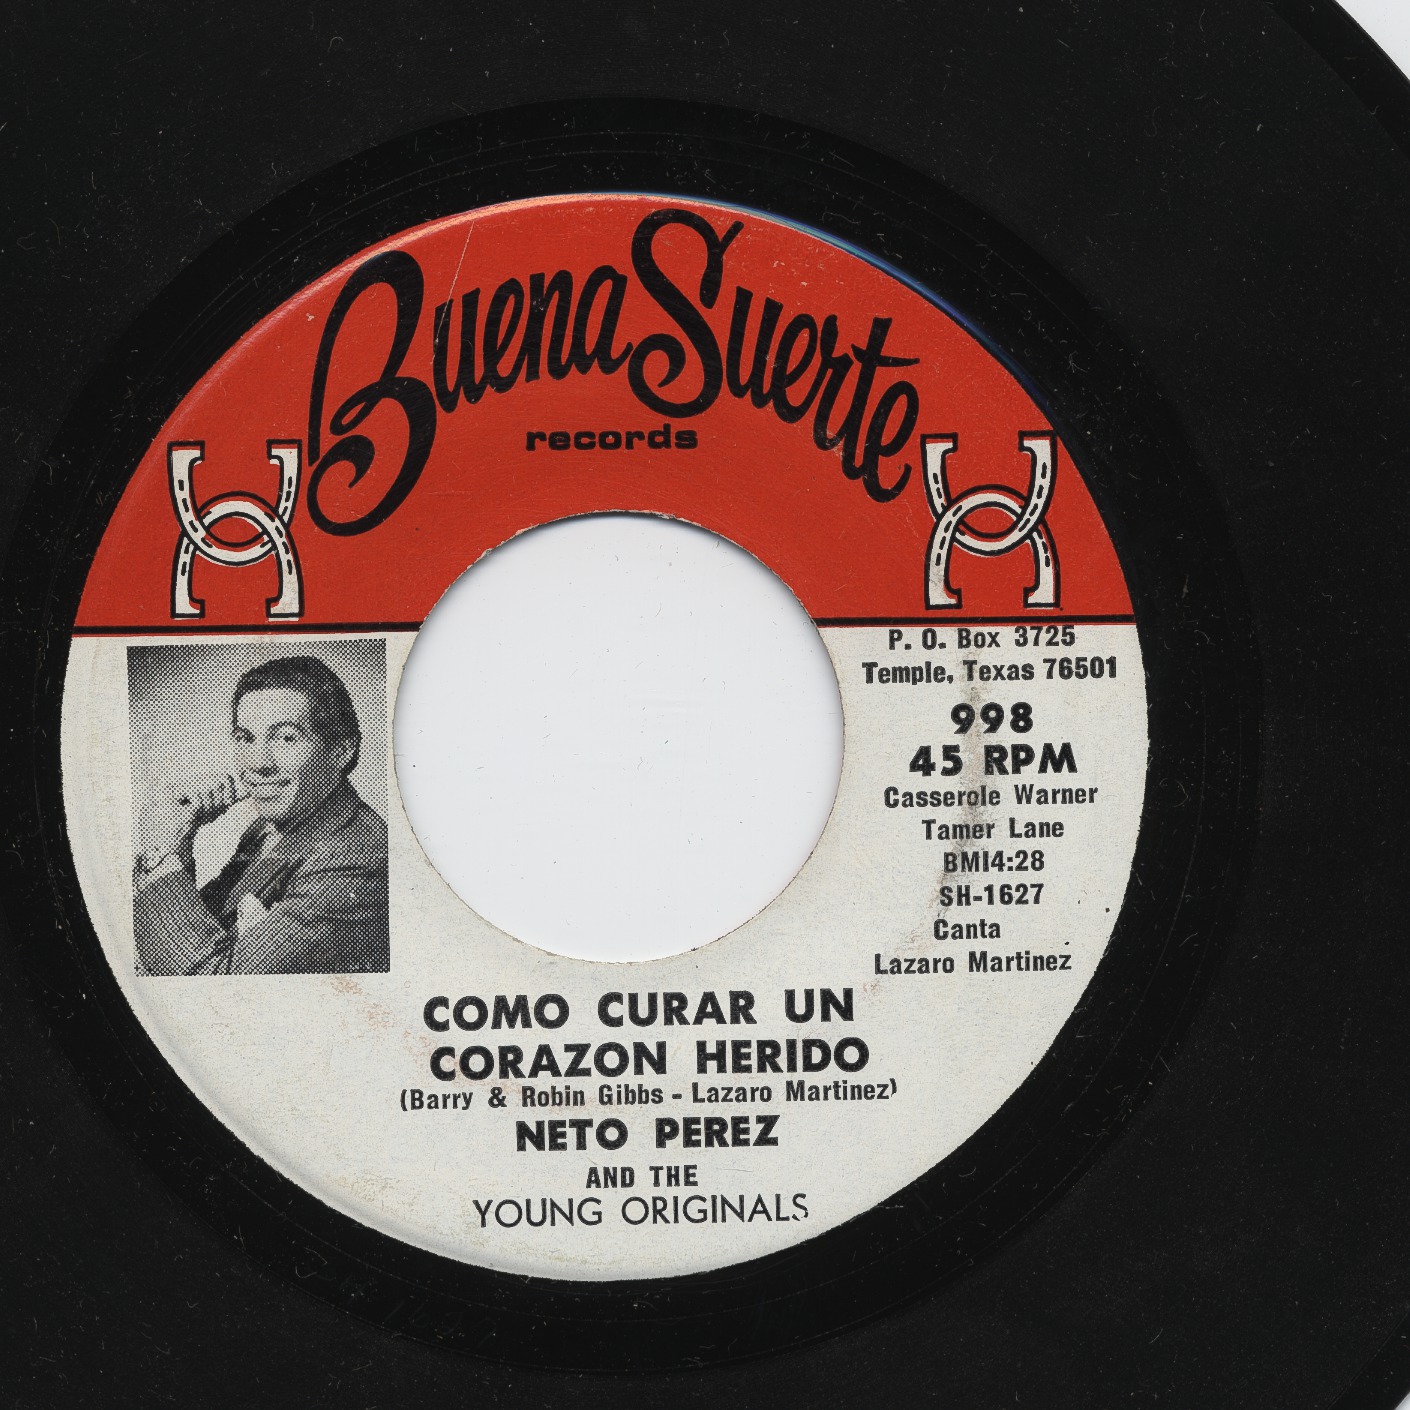 Buena Suerte
records
P. O. Box 3725
Temple, Texas 76501
998
45 RPM
Casserole Warner
Tamer Lane
BMI4:28
SH-1627
Canta
Lazaro Martinez
COMO CURAR UN
CORAZON HERIDO
(Barry & Robin Gibbs - Lazaro Martinez)
NETO PEREZ
AND THE
YOUNG ORIGINALS